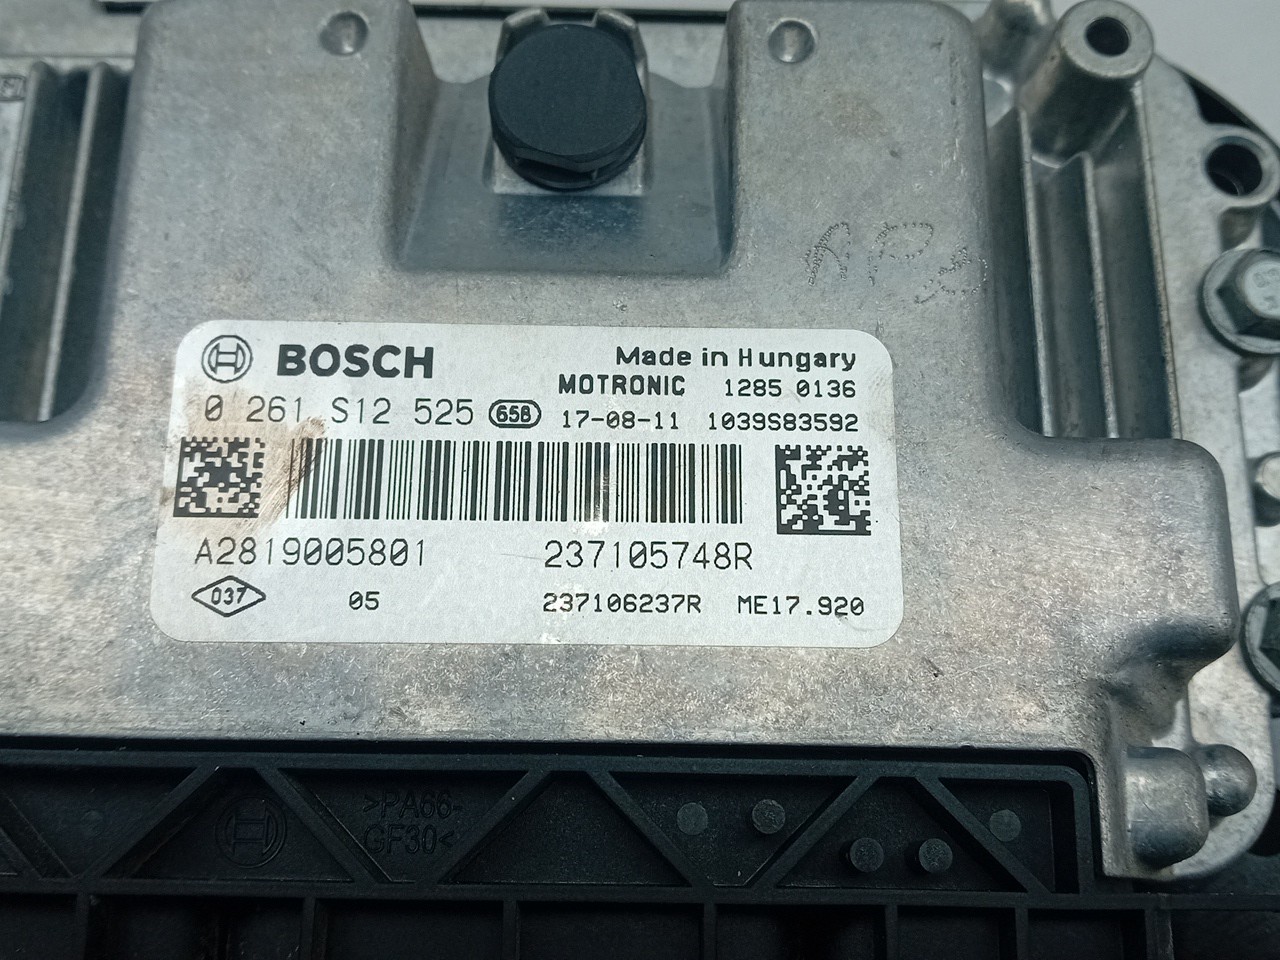 BOSCH Made in Hungary
MOTRONIC 1285 0136
0 261 S12 525 658 17-08-11 1039S83592
A2819005801 237105748R
037 05 237106237R ME17.920
>PA66-
GF30<